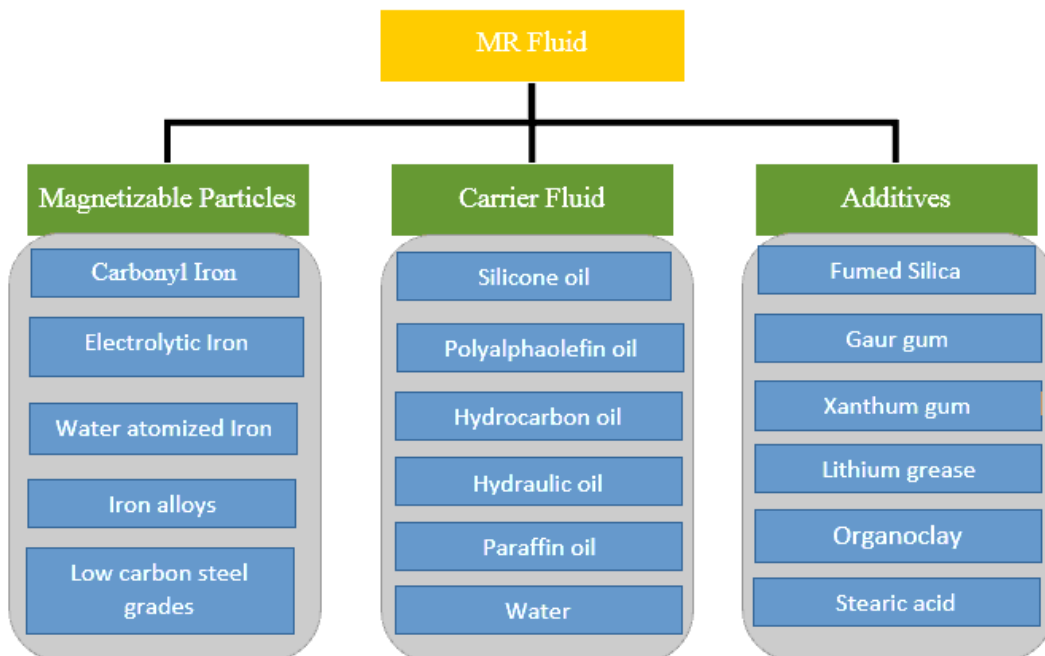 MR Fluid
Magnetizable Particles
Carbonyl Iron
Electrolytic Iron
Water atomized Iron
Iron alloys
Low carbon steel
grades
Carrier Fluid
Silicone oil
Polyalphaolefin oil
Hydrocarbon oil
Hydraulic oil
Paraffin oil
Water
Additives
Fumed Silica
Gaur gum
Xanthum gum
Lithium grease
Organoclay
Stearic acid